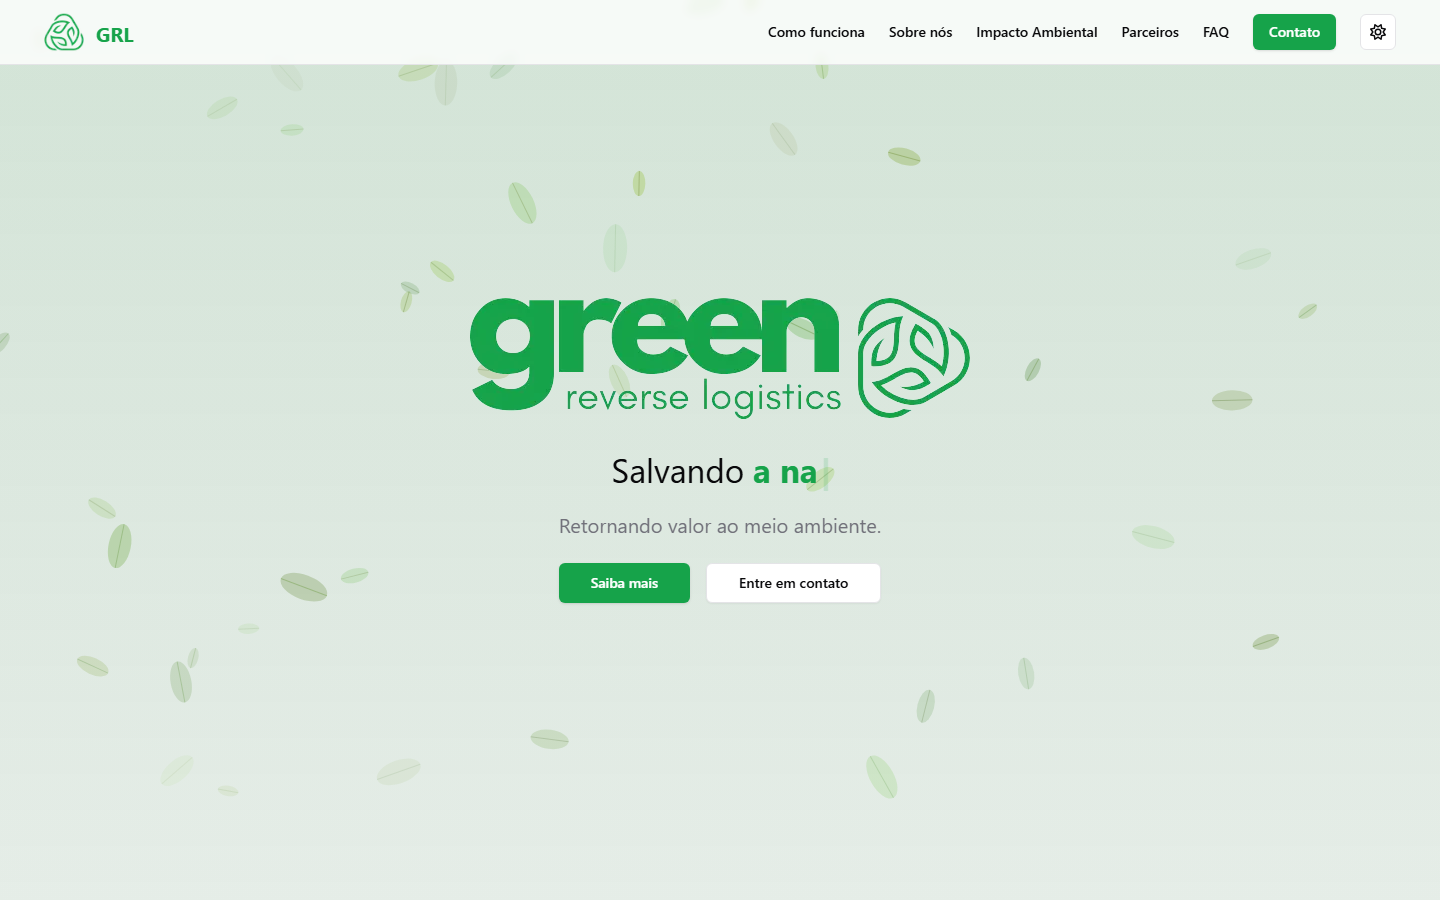 GRL
Como funciona
Sobre nós
Impacto Ambiental
Parceiros
FAQ
Contato
green
reverse logistics
Salvando a na
Retornando valor ao meio ambiente.
Saiba mais
Entre em contato